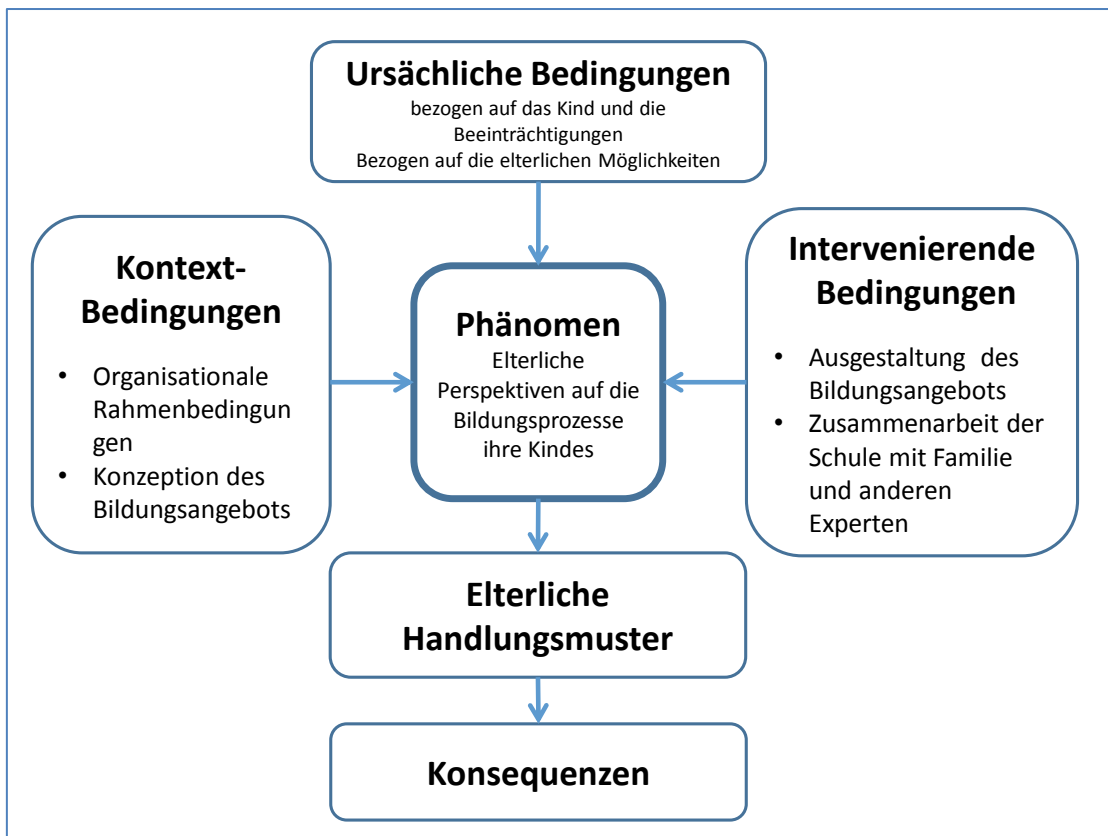 Ursächliche Bedingungen
bezogen auf das Kind und die
Beeinträchtigungen
Bezogen auf die elterlichen Möglichkeiten
Kontext-
Bedingungen
• Organisationale
Rahmenbedingun
gen
• Konzeption des
Bildungsangebots
Phänomen
Elterliche
Perspektiven auf die
Bildungsprozesse
ihre Kindes
Intervenierende
Bedingungen
• Ausgestaltung des
Bildungsangebots
• Zusammenarbeit der
Schule mit Familie
und anderen
Experten
Elterliche
Handlungsmuster
Konsequenzen